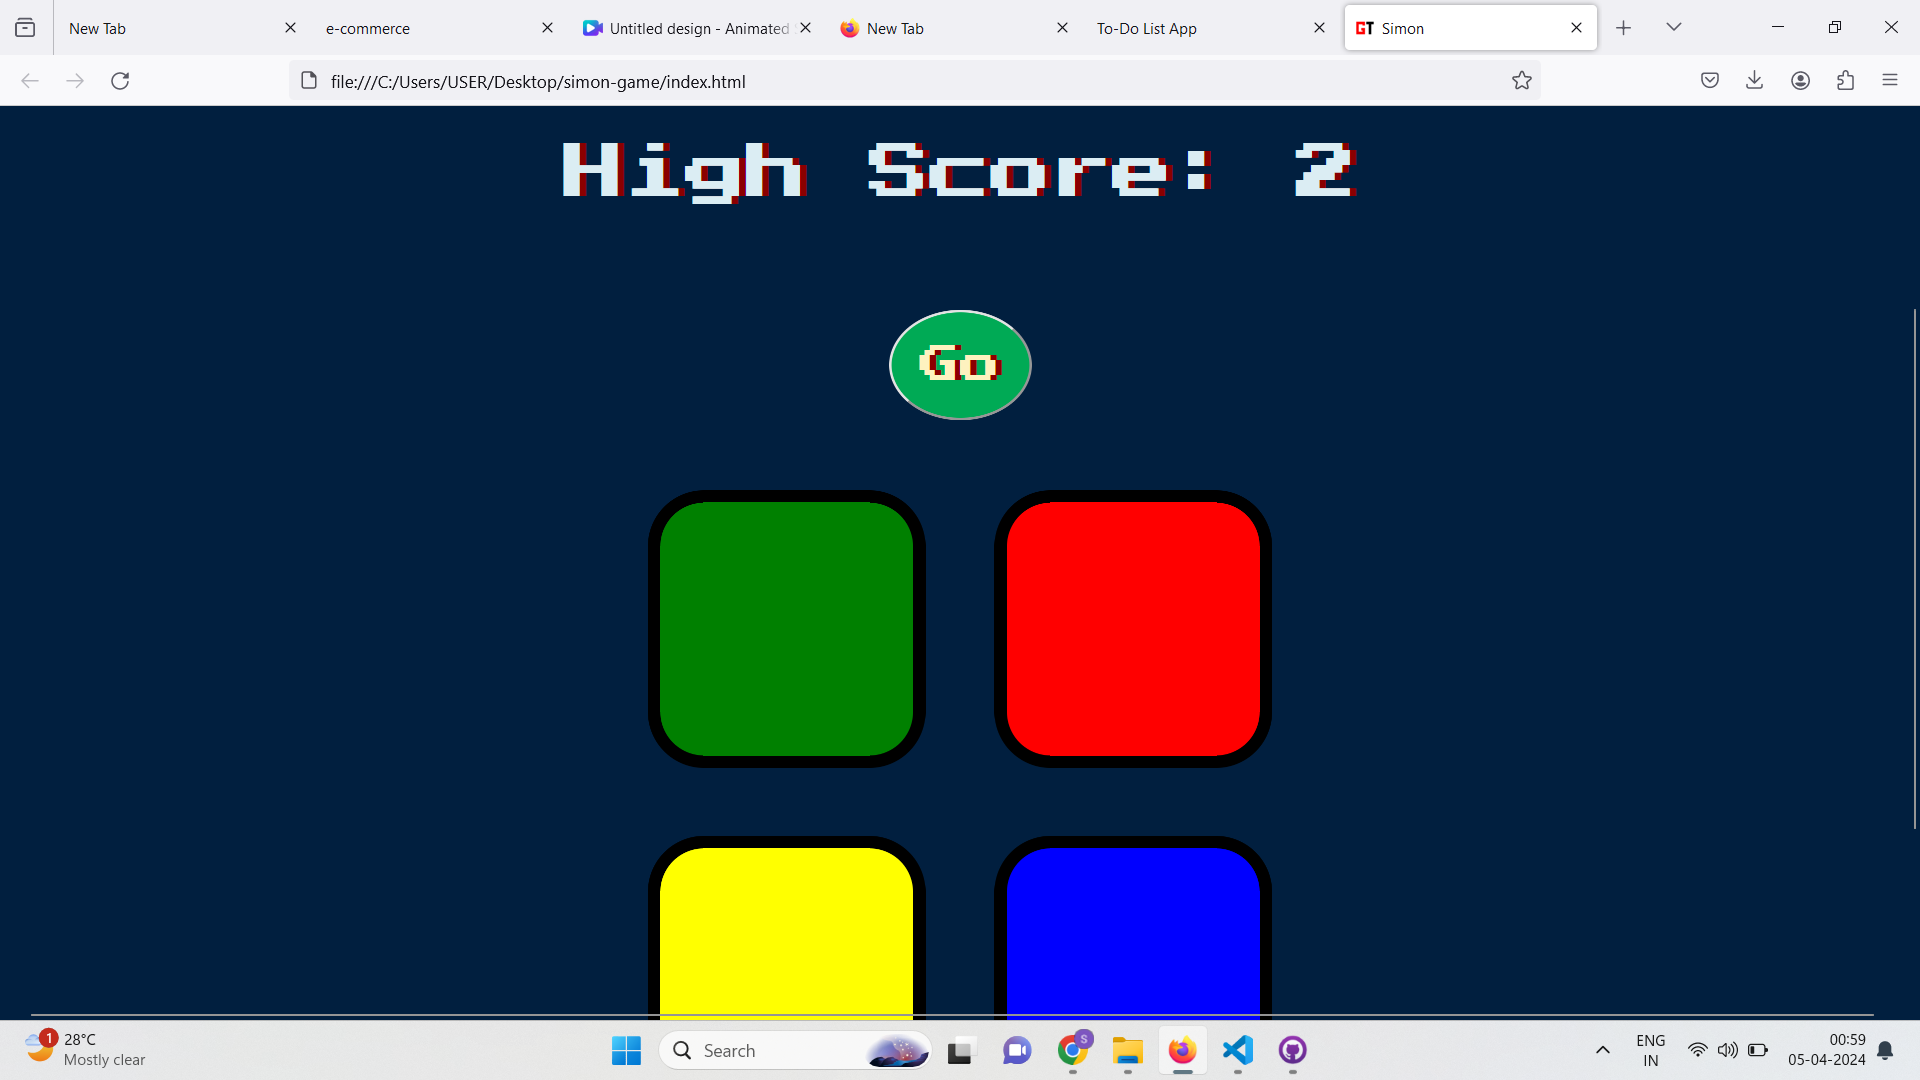 New Tab
e-commerce
Untitled design - Animated
New Tab
To-Do List App
GT Simon
file:///C:/Users/USER/Desktop/simon-game/index.html
High Score: 2
Go
1
28°C
Mostly clear
Search
S
ENG
IN
00:59
05-04-2024